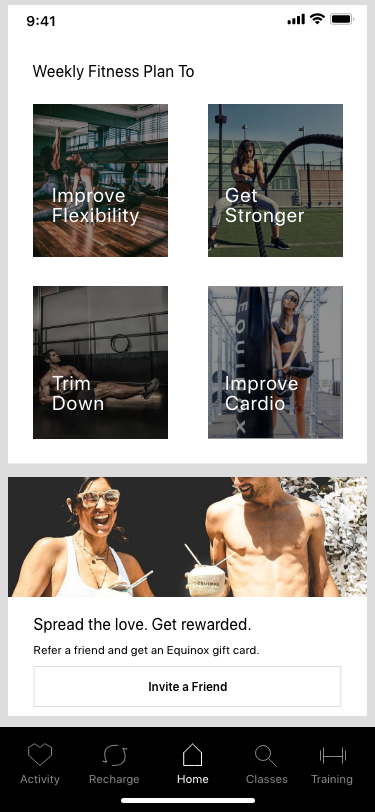 9:41
Weekly Fitness Plan To
Improve
Flexibility
Get
Stronger
Trim
Down
EQUINOX
Improve
Cardio
Spread the love. Get rewarded.
Refer a friend and get an Equinox gift card.
Invite a Friend
Activity
Recharge
Home
Classes
Training